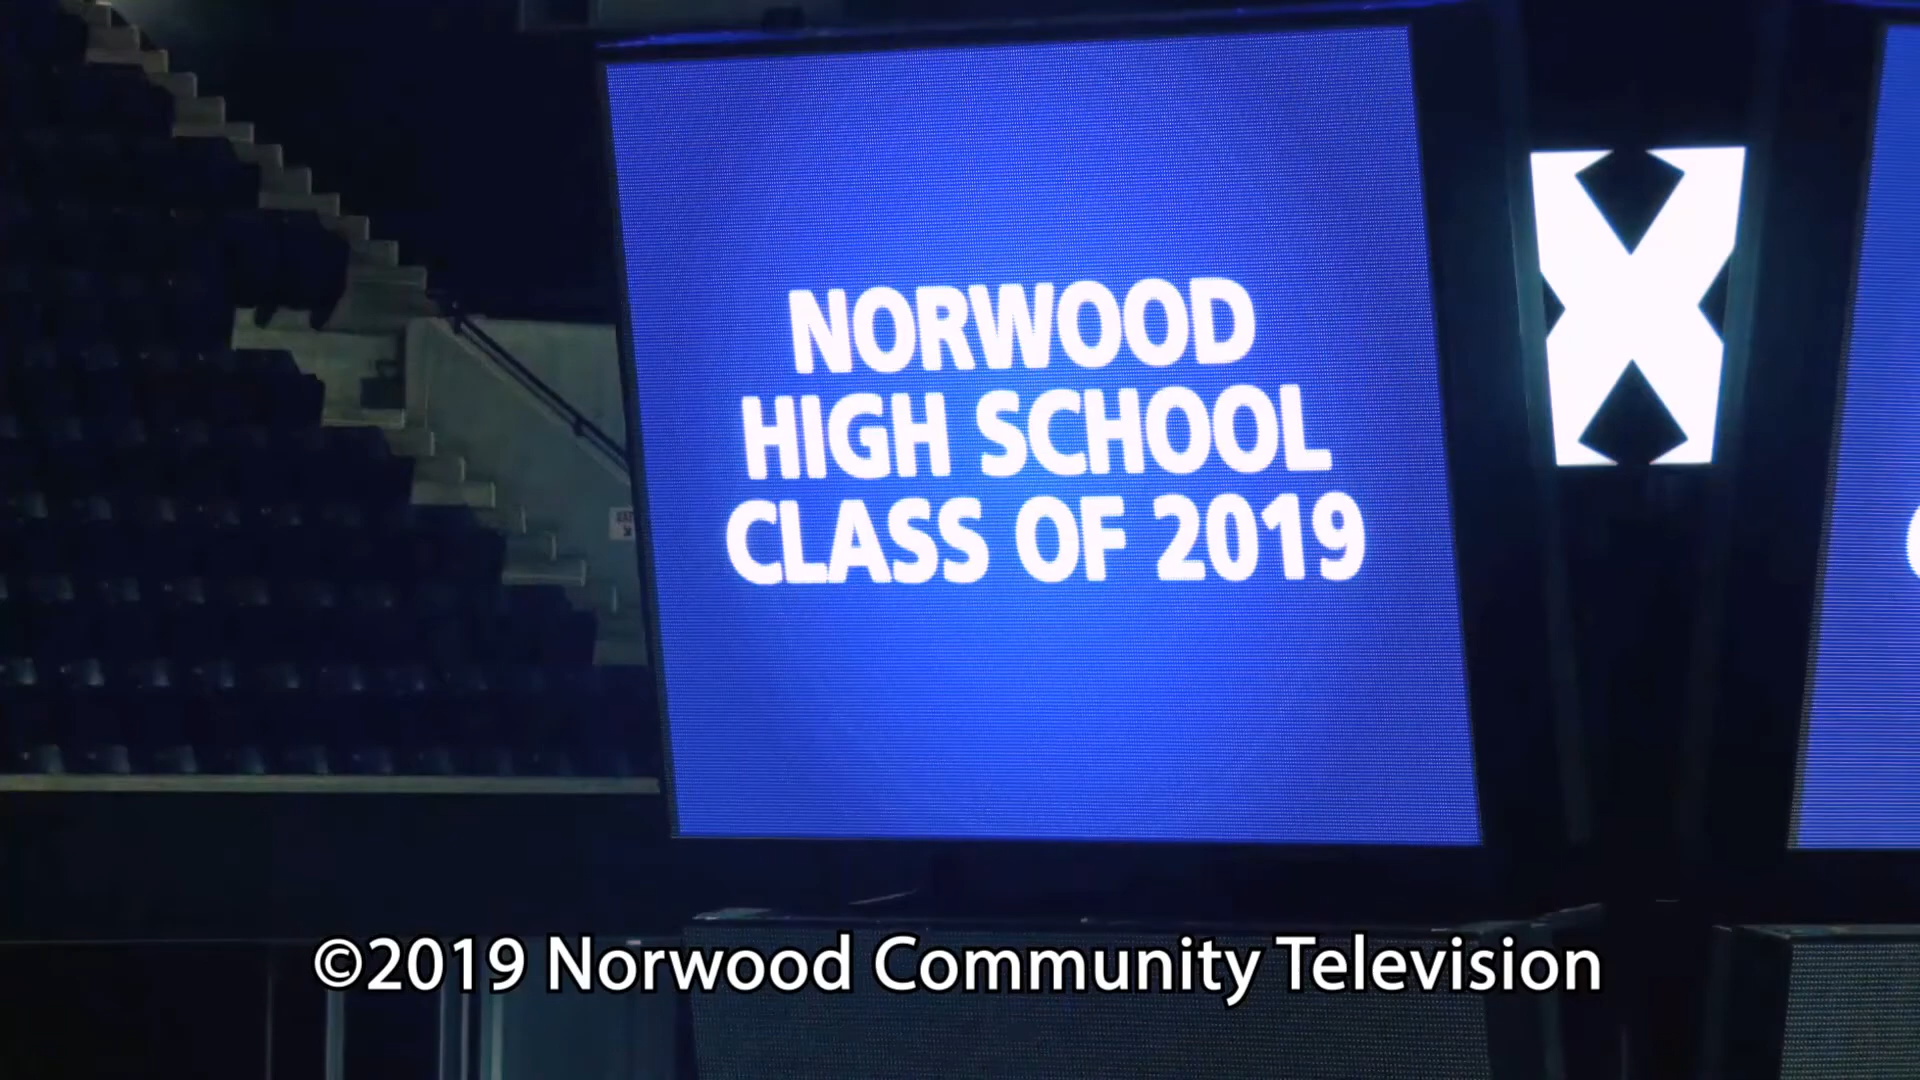 NORWOOD
HIGH SCHOOL
CLASS OF 2019
X
©2019 Norwood Community Television